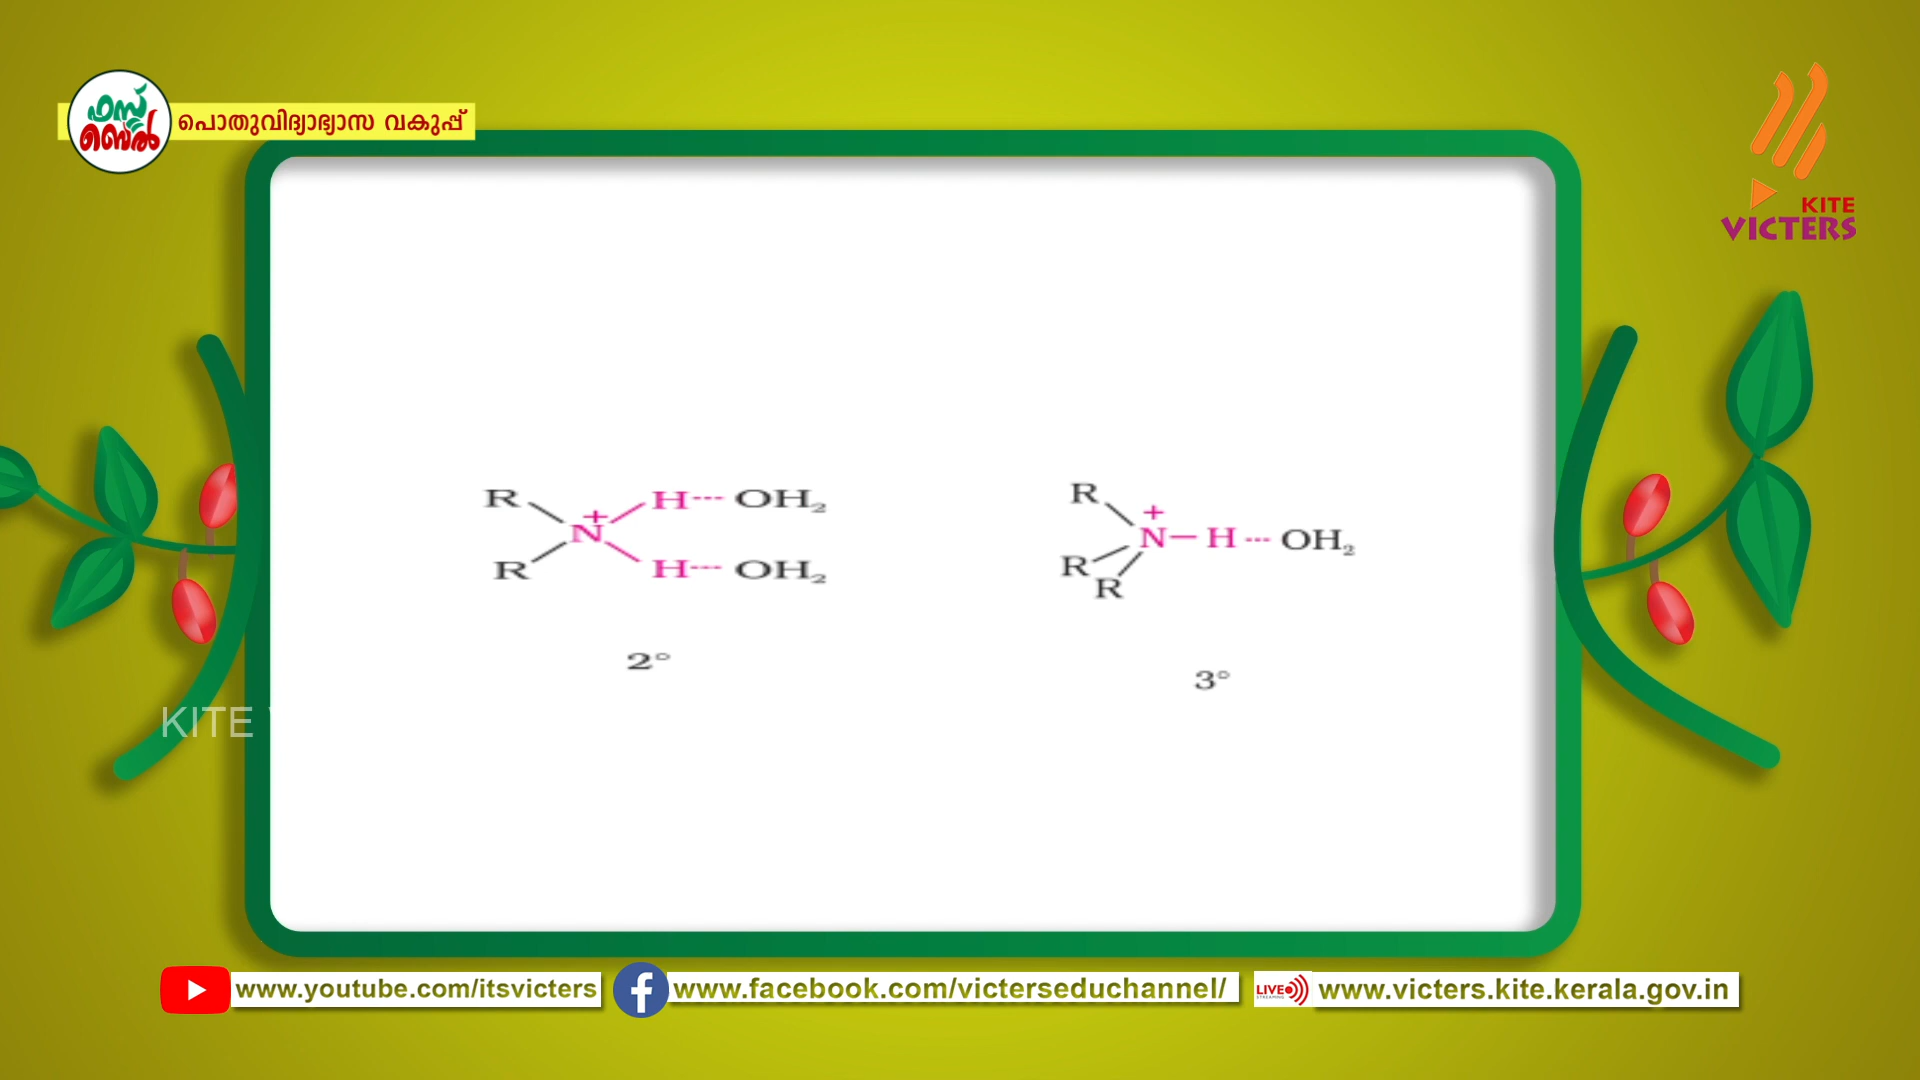 ഫസ്റ്റ്
ബെൽ
പൊതുവിദ്യാഭ്യാസ വകുപ്പ്
KITE
VICTERS
R H---OH₂
+
N
R H---OH₂
2°
R
+
N—H---OH₂
R
R
3°
KITE
www.youtube.com/itsvicters
www.facebook.com/victerseduchannel/
LIVE
STREAMING
www.victers.kite.kerala.gov.in